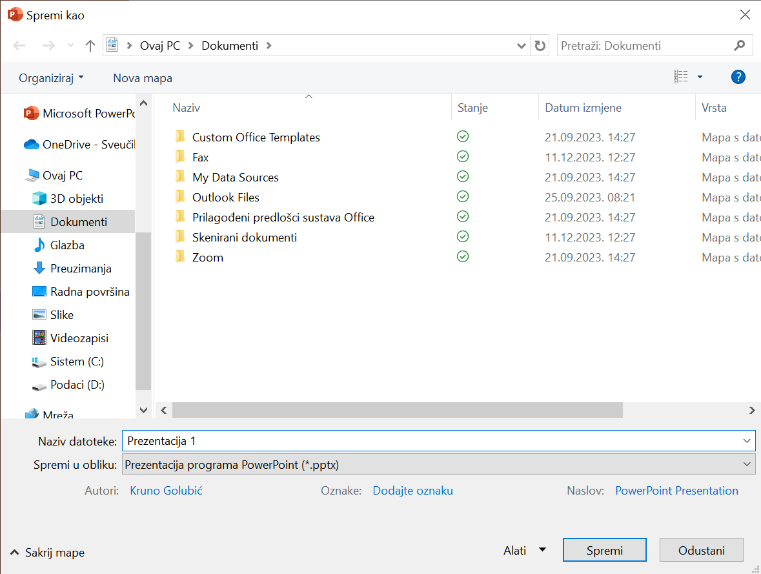 Spremi kao
Ovaj PC > Dokumenti >
Pretraži: Dokumenti
Organiziraj
Nova mapa
Naziv
Stanje
Datum izmjene
Vrsta
Microsoft PowerPo
OneDrive - Sveučil
Ovaj PC
3D objekti
Dokumenti
Glazba
Preuzimanja
Radna površina
Slike
Videozapisi
Sistem (C:)
Podaci (D:)
Mreža
Custom Office Templates 21.09.2023. 14:27 Mapa s dato
Fax 11.12.2023. 12:27 Mapa s dato
My Data Sources 21.09.2023. 14:27 Mapa s dato
Outlook Files 25.09.2023. 08:21 Mapa s dato
Prilagođeni predlošci sustava Office 21.09.2023. 14:27 Mapa s dato
Skenirani dokumenti 11.12.2023. 12:27 Mapa s dato
Zoom 21.09.2023. 14:27 Mapa s dato
Naziv datoteke: Prezentacija 1
Spremi u obliku: Prezentacija programa PowerPoint (*.pptx)
Autori: Kruno Golubić Oznake: Dodajte oznaku Naslov: PowerPoint Presentation
Sakrij mape
Alati
Spremi
Odustani